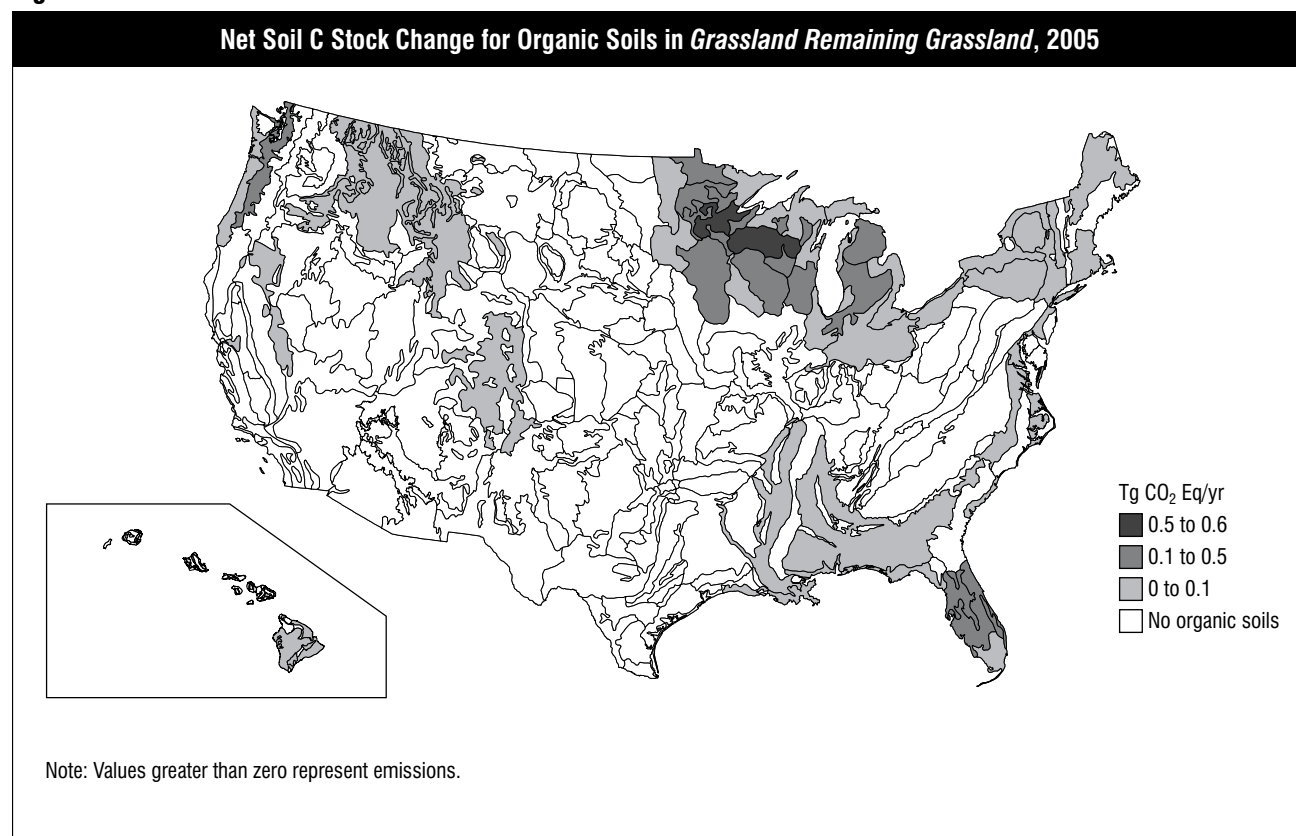 Net Soil C Stock Change for Organic Soils in Grassland Remaining Grassland, 2005
Tg CO₂ Eq/yr
0.5 to 0.6
0.1 to 0.5
0 to 0.1
No organic soils
Note: Values greater than zero represent emissions.